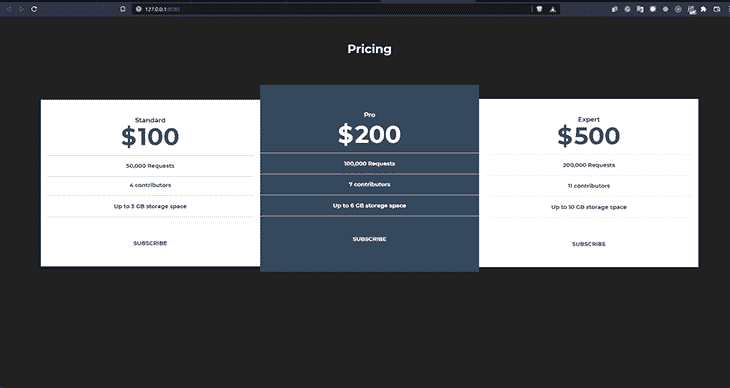 127.0.0.1:8080
Pricing
Standard
$100
50,000 Requests
4 contributors
Up to 3 GB storage space
SUBSCRIBE
Pro
$200
100,000 Requests
7 contributors
Up to 6 GB storage space
SUBSCRIBE
Expert
$500
200,000 Requests
11 contributors
Up to 10 GB storage space
SUBSCRIBE